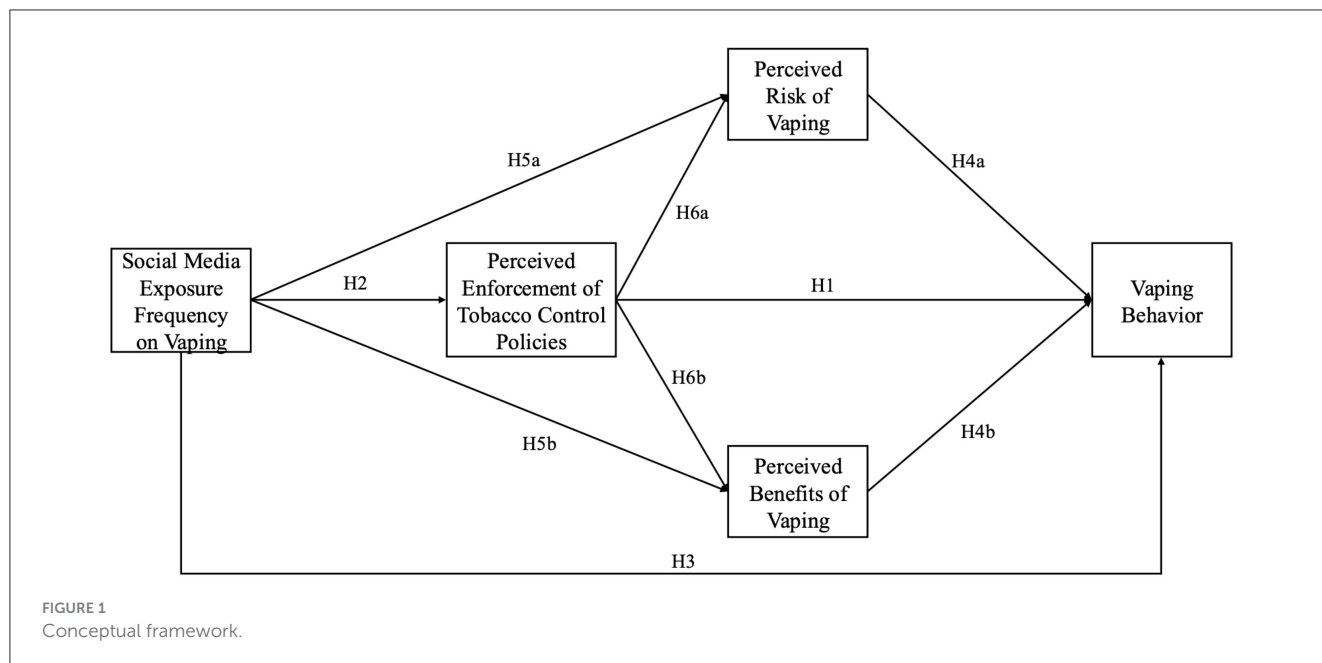 Perceived
Risk of
Vaping
H5a
H4a
H6a
Social Media
Exposure
Frequency
on Vaping
H2
Perceived
Enforcement of
Tobacco Control
Policies
H1
Vaping
Behavior
H6b
H5b
H4b
Perceived
Benefits of
Vaping
H3
FIGURE 1
Conceptual framework.